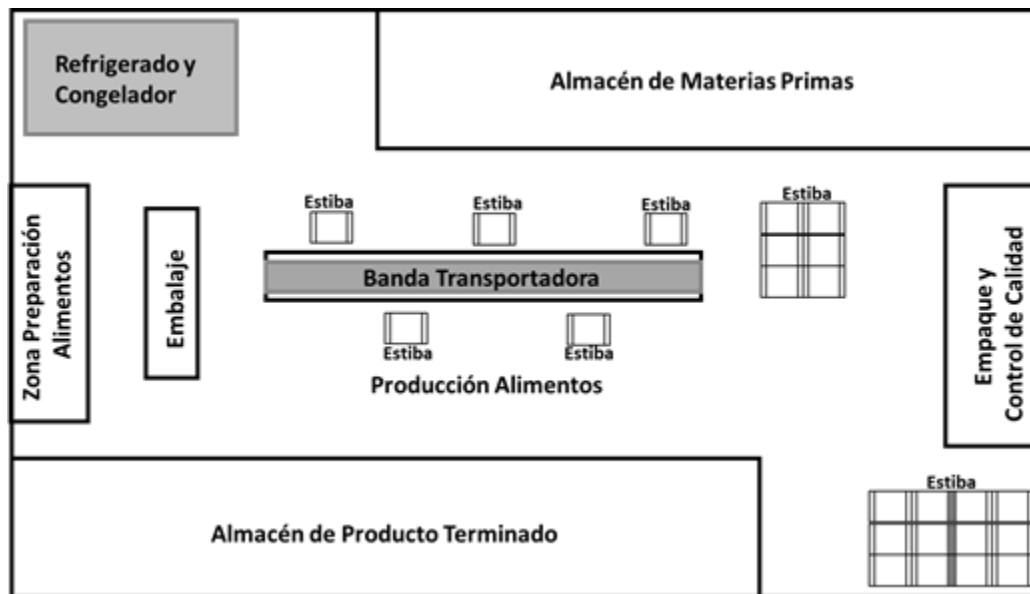 Refrigerado y
Congelador
Almacén de Materias Primas
Estiba
Estiba
Estiba
Estiba
Zona Preparación
Alimentos
Embalaje
Banda Transportadora
Empaque y
Control de Calidad
Estiba
Estiba
Producción Alimentos
Estiba
Almacén de Producto Terminado